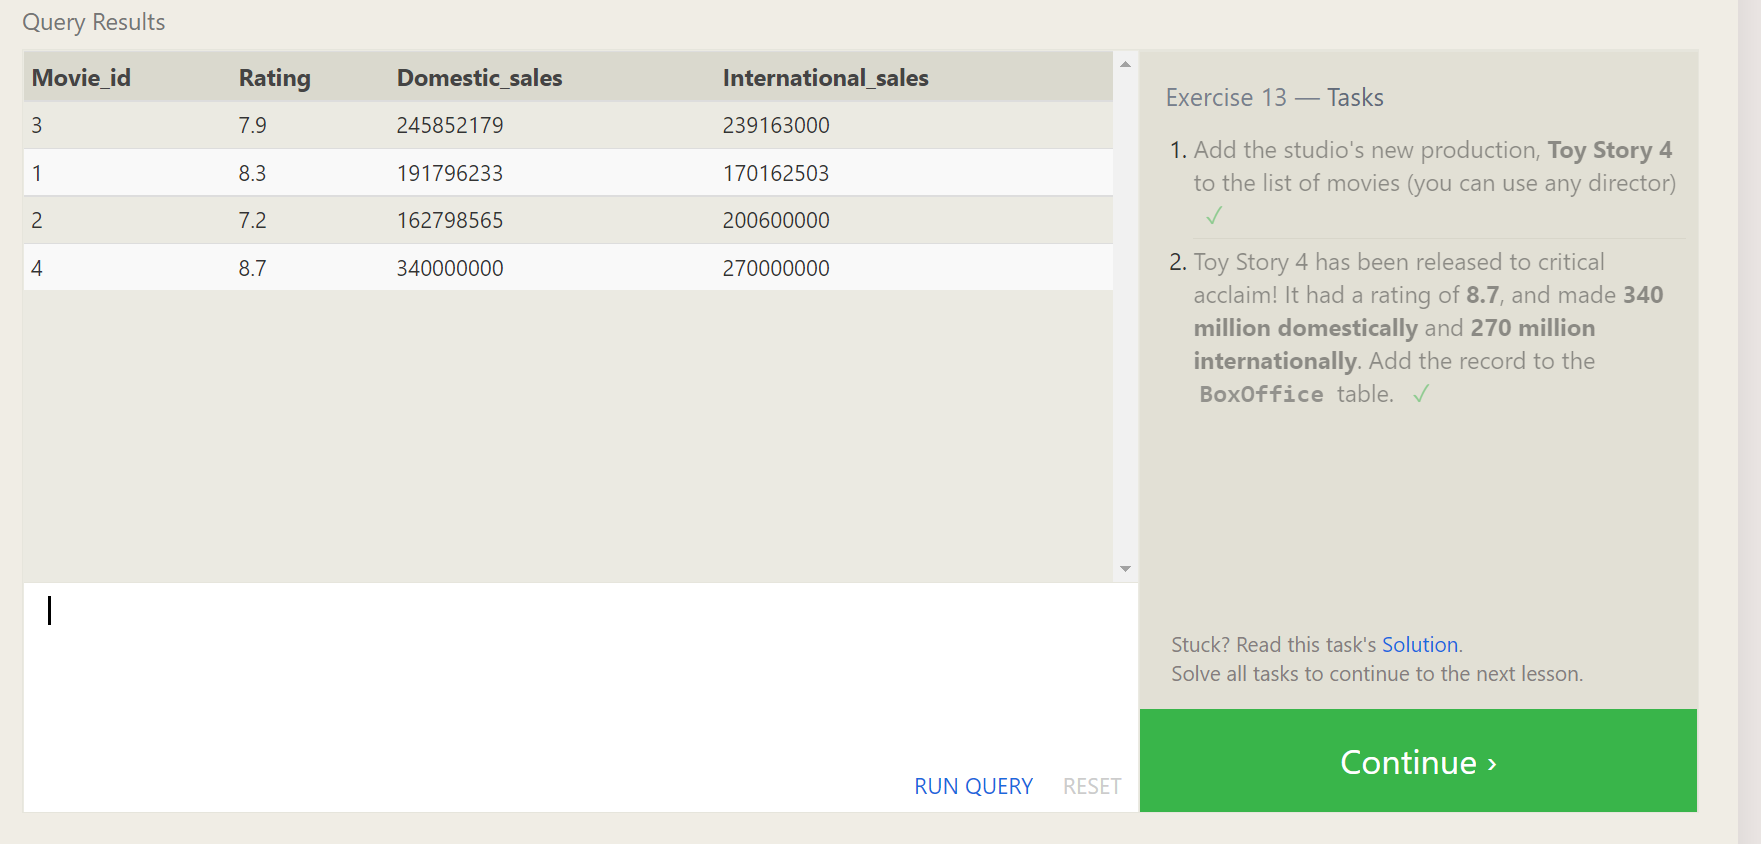 Query Results
Movie_id Rating Domestic_sales International_sales
3 7.9 245852179 239163000
1 8.3 191796233 170162503
2 7.2 162798565 200600000
4 8.7 340000000 270000000
RUN QUERY RESET
Exercise 13 — Tasks
1. Add the studio's new production, Toy Story 4
to the list of movies (you can use any director)
✓
2. Toy Story 4 has been released to critical
acclaim! It had a rating of 8.7, and made 340
million domestically and 270 million
internationally. Add the record to the
BoxOffice table. ✓
Stuck? Read this task's Solution.
Solve all tasks to continue to the next lesson.
Continue ›